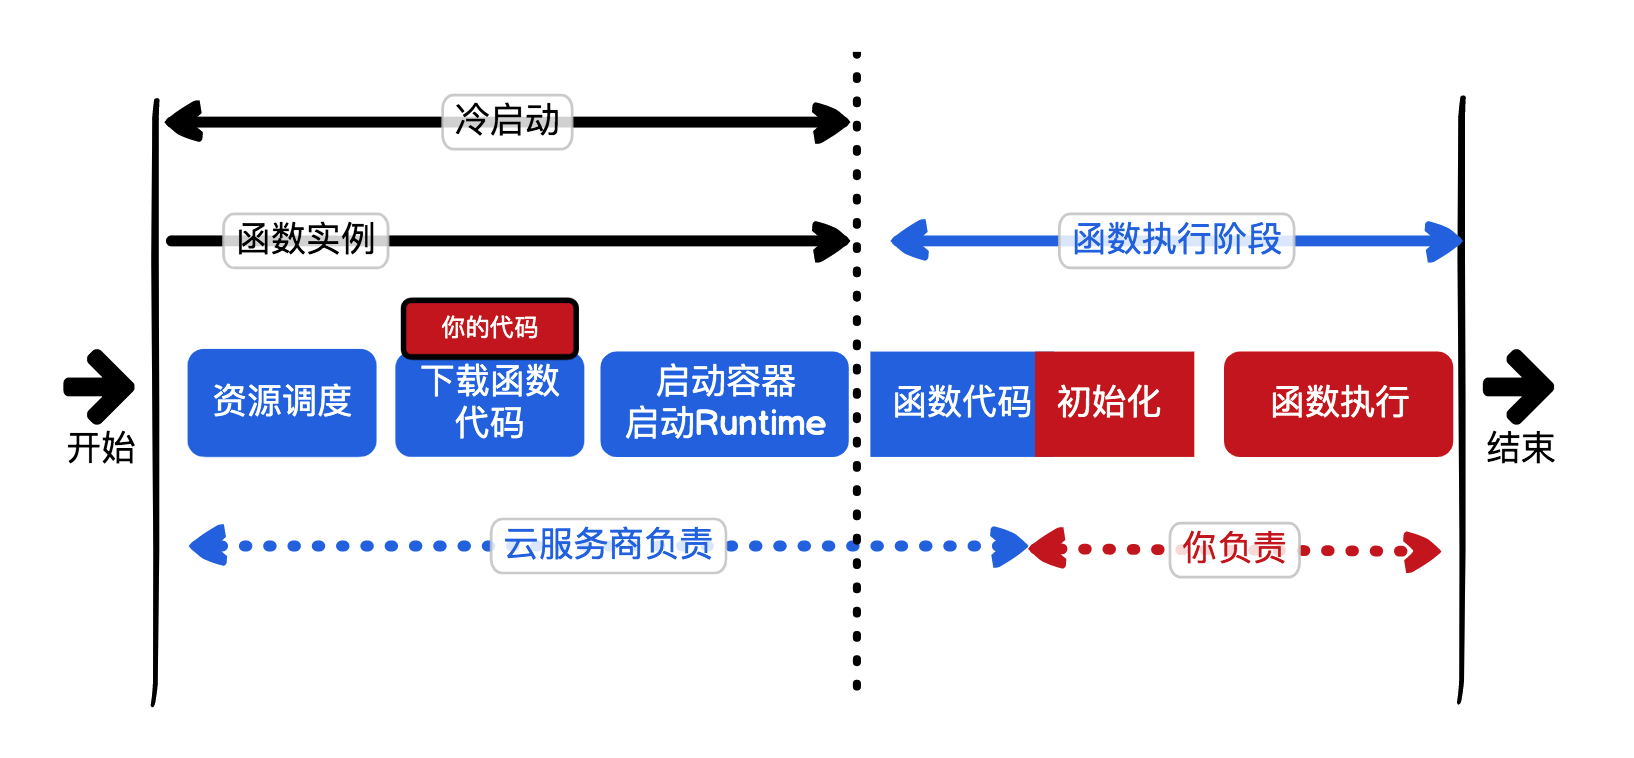 冷启动
函数实例
函数执行阶段
你的代码
资源调度
下载函数
代码
启动容器
启动Runtime
函数代码
初始化
函数执行
开始
结束
云服务商负责
你负责